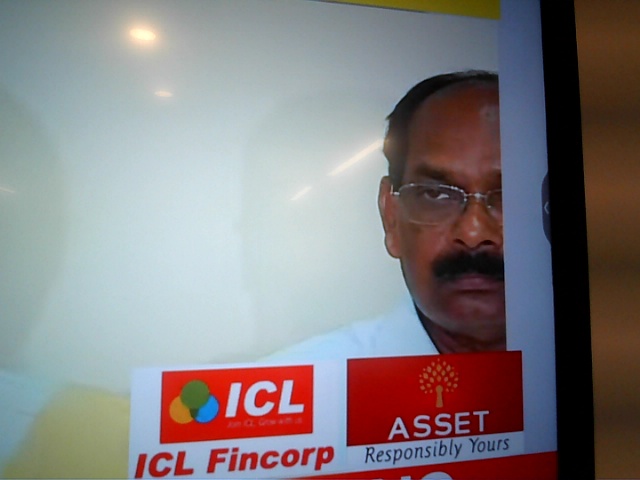 ICL
Join ICL. Grow with us
ICL Fincorp
ASSET
Responsibly Yours